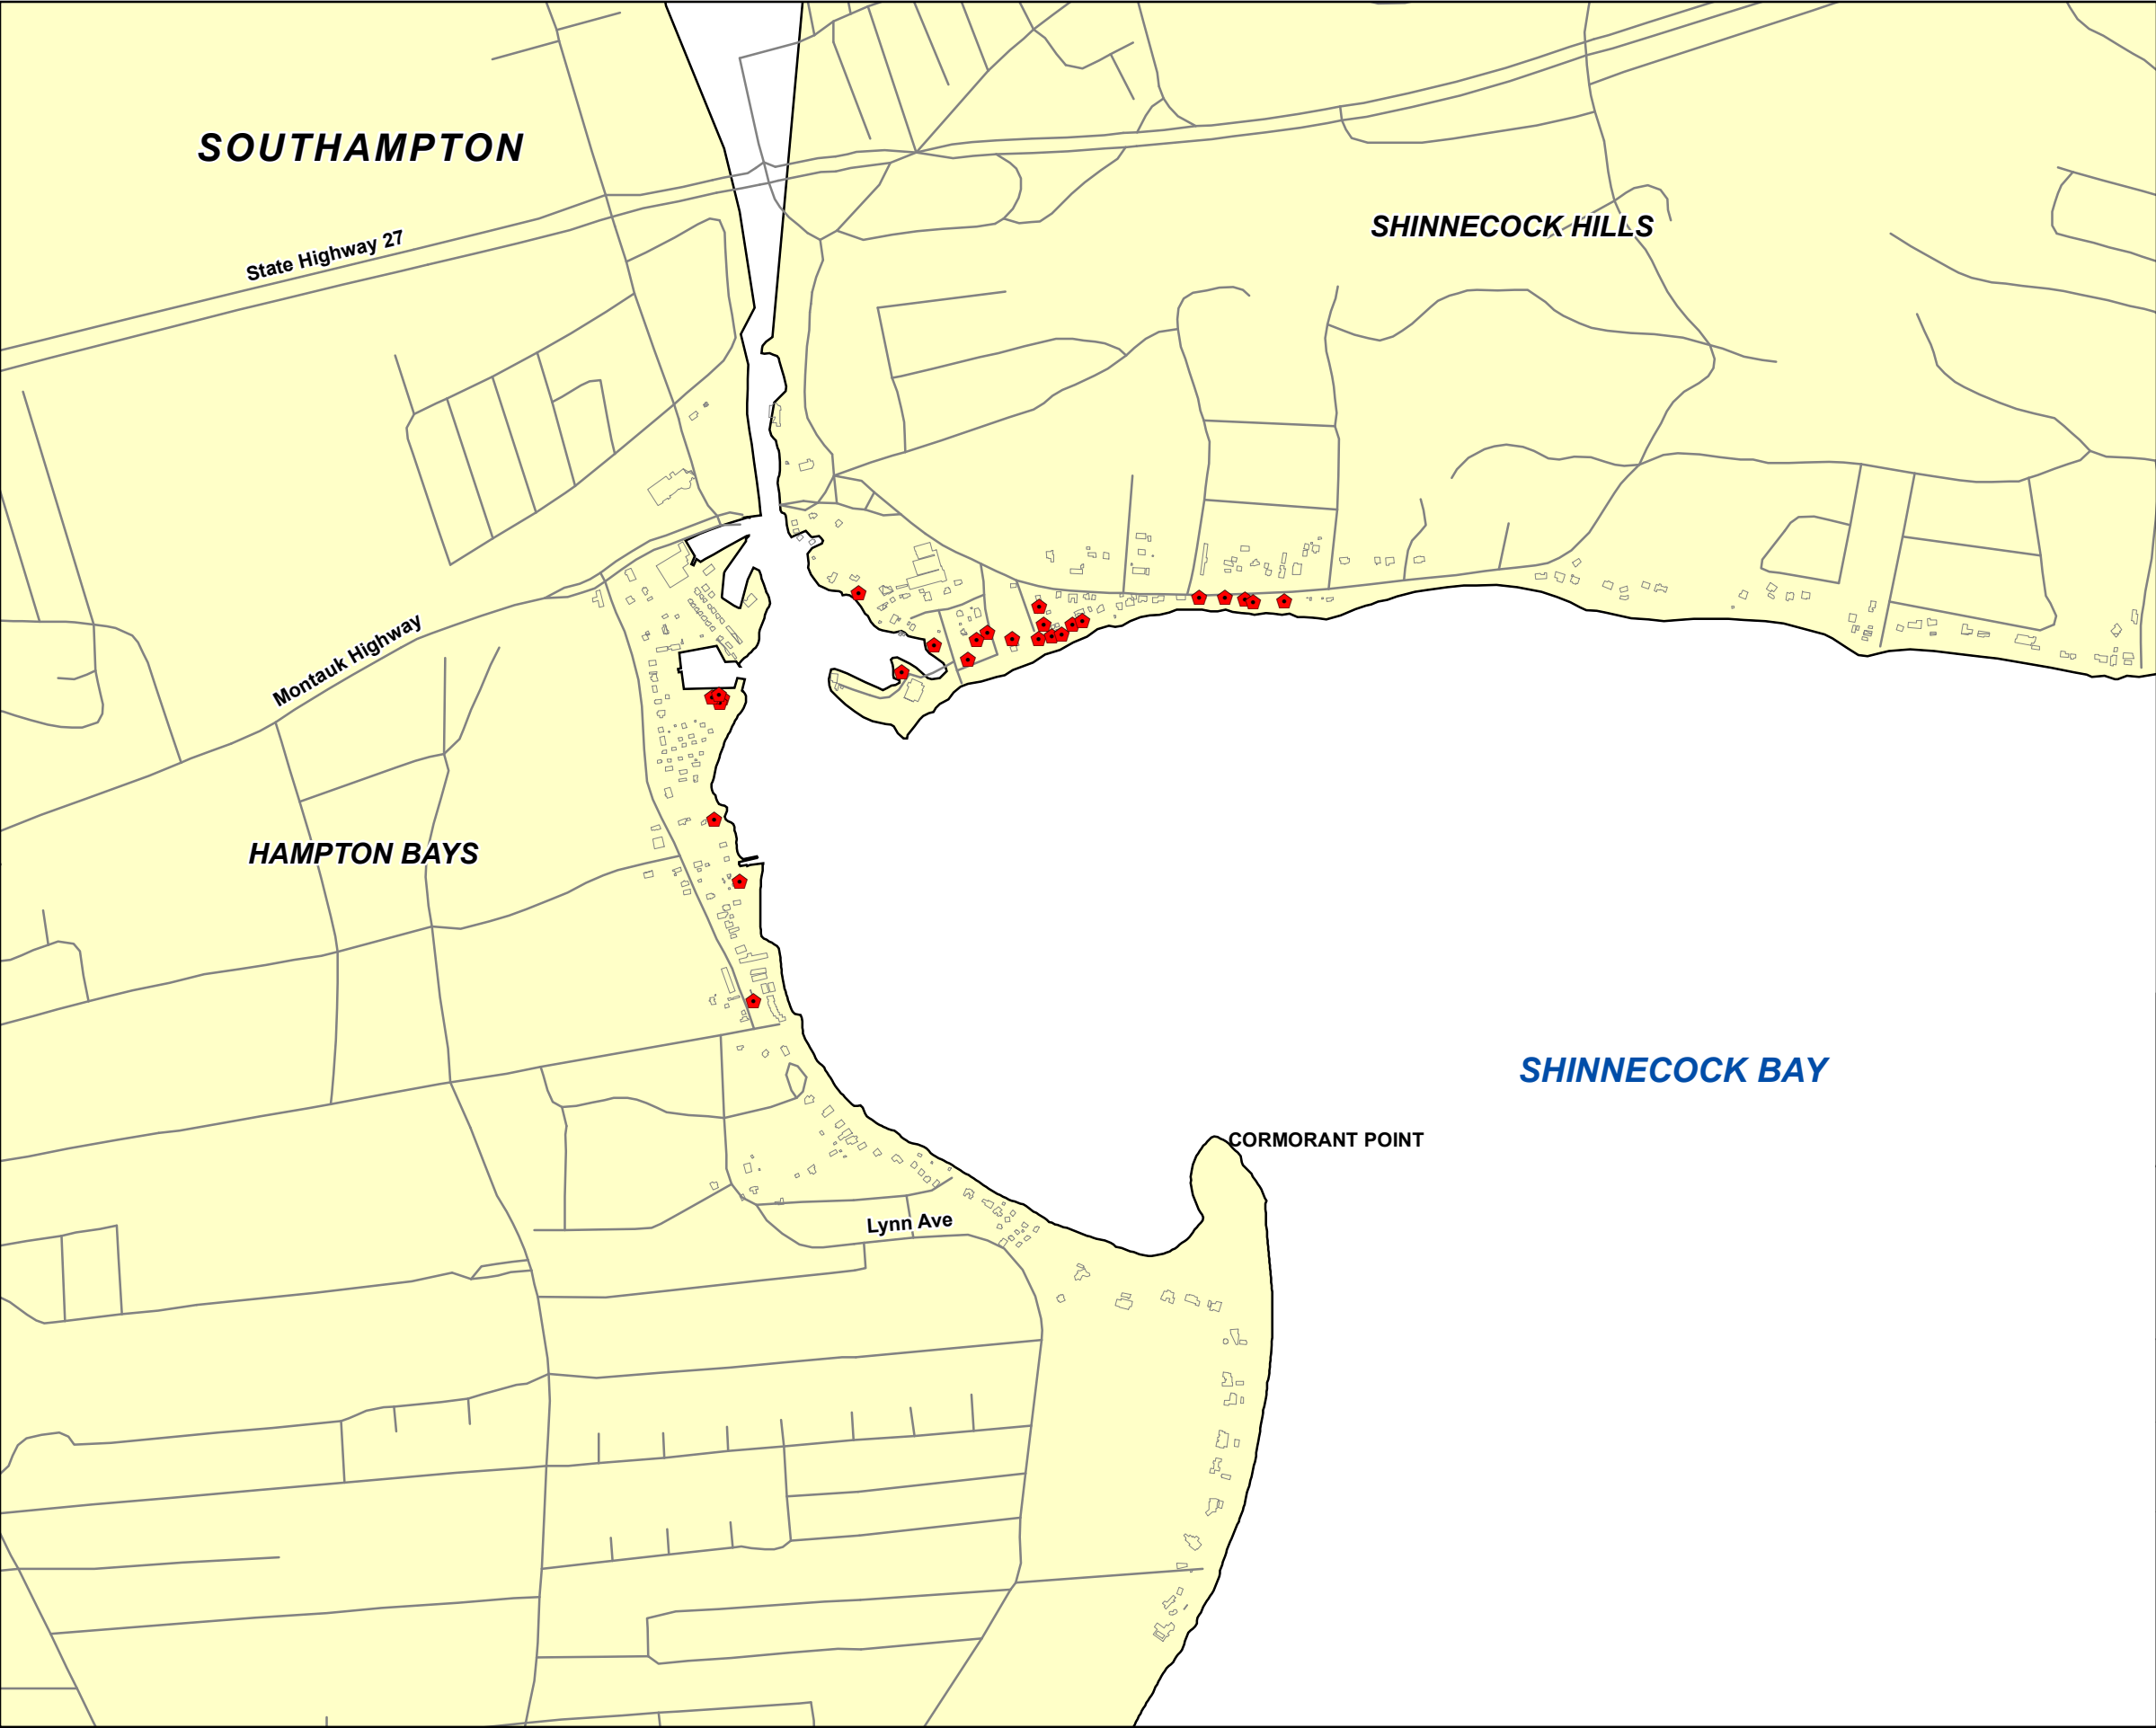 SOUTHAMPTON
SHINNECOCK HILLS
State Highway 27
Montauk Highway
HAMPTON BAYS
SHINNECOCK BAY
CORMORANT POINT
Lynn Ave